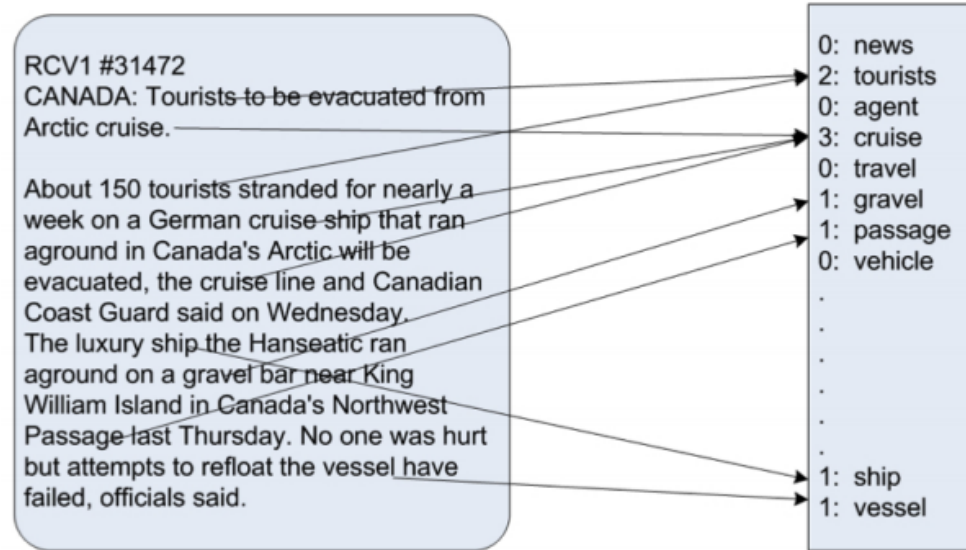 RCV1 #31472
CANADA: Tourists to be evacuated from
Arctic cruise.
About 150 tourists stranded for nearly a
week on a German cruise ship that ran
aground in Canada's Arctic will be
evacuated, the cruise line and Canadian
Coast Guard said on Wednesday.
The luxury ship the Hanseatic ran
aground on a gravel bar near King
William Island in Canada's Northwest
Passage last Thursday. No one was hurt
but attempts to refloat the vessel have
failed, officials said.
0: news
2: tourists
0: agent
3: cruise
0: travel
1: gravel
1: passage
0: vehicle
.
.
.
.
.
.
1: ship
1: vessel